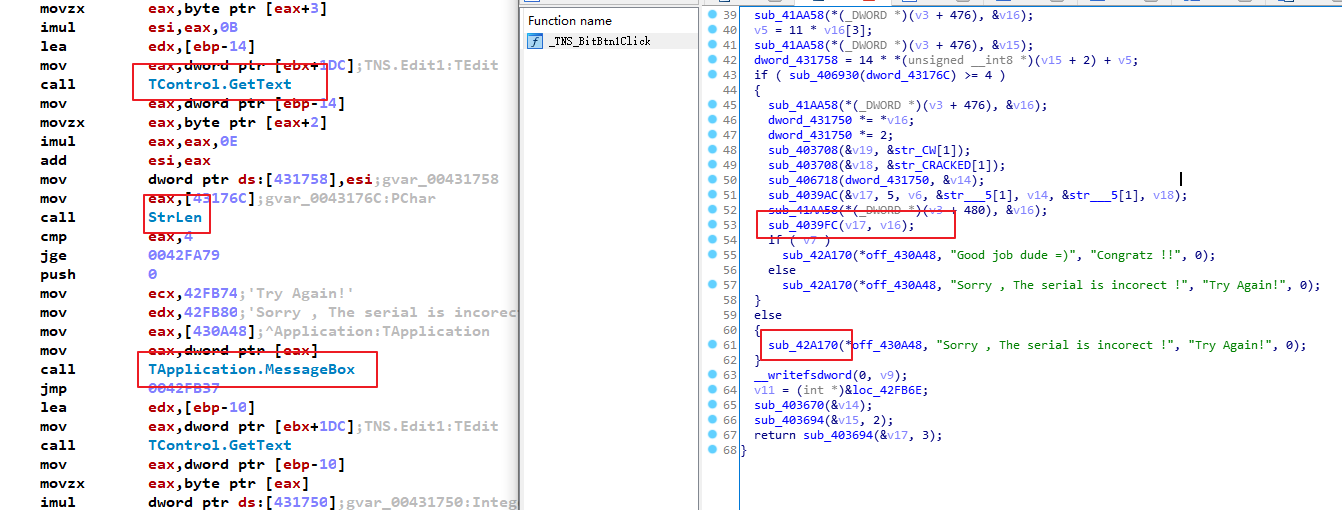 movzx eax,byte ptr [eax+3]
imul esi,eax,0B
lea edx,[ebp-14]
mov eax,dword ptr [ebx+1DC];TNS.Edit1:TEdit
call TControl.GetText
mov eax,dword ptr [ebp-14]
movzx eax,byte ptr [eax+2]
imul eax,eax,0E
add esi,eax
mov dword ptr ds:[431758],esi;gvar_00431758
mov eax,[43176C];gvar_0043176C:PChar
call StrLen
cmp eax,4
jge 0042FA79
push 0
mov ecx,42FB74;'Try Again!'
mov edx,42FB80;'Sorry , The serial is incorect
mov eax,[430A48];^Application:TApplication
mov eax,dword ptr [eax]
call TApplication.MessageBox
jmp 0042FB37
lea edx,[ebp-10]
mov eax,dword ptr [ebx+1DC];TNS.Edit1:TEdit
call TControl.GetText
mov eax,dword ptr [ebp-10]
movzx eax,byte ptr [eax]
imul dword ptr ds:[431750];gvar_00431750:Integ
Function name
f _TNS_BitBtn1Click
39 sub_41AA58(*(_DWORD *)(v3 + 476), &v16);
40 v5 = 11 * v16[3];
41 sub_41AA58(*(_DWORD *)(v3 + 476), &v15);
42 dword_431758 = 14 * *(unsigned __int8 *)(v15 + 2) + v5;
43 if ( sub_406930(dword_43176C) >= 4 )
44 {
45 sub_41AA58(*(_DWORD *)(v3 + 476), &v16);
46 dword_431750 *= *v16;
47 dword_431750 *= 2;
48 sub_403708(&v19, &str_CW[1]);
49 sub_403708(&v18, &str_CRACKED[1]);
50 sub_406718(dword_431750, &v14);
51 sub_4039AC(&v17, 5, v6, &str___5[1], v14, &str___5[1], v18);
52 sub_41AA58(*(_DWORD *)(v3 + 480), &v16);
53 sub_4039FC(v17, v16);
54 if ( v7 )
55 sub_42A170(*off_430A48, "Good job dude =)", "Congratz !!", 0);
56 else
57 sub_42A170(*off_430A48, "Sorry , The serial is incorect !", "Try Again!", 0);
58 }
59 else
60 {
61 sub_42A170(*off_430A48, "Sorry , The serial is incorect !", "Try Again!", 0);
62 }
63 __writefsdword(0, v9);
64 v11 = (int *)&loc_42FB6E;
65 sub_403670(&v14);
66 sub_403694(&v15, 2);
67 return sub_403694(&v17, 3);
68 }